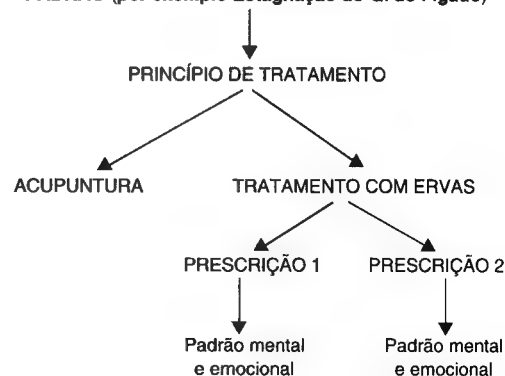 (por exemplo Estagnação do Qi do Fígado)
PRINCÍPIO DE TRATAMENTO
ACUPUNTURA
TRATAMENTO COM ERVAS
PRESCRIÇÃO 1
PRESCRIÇÃO 2
Padrão mental
e emocional
Padrão mental
e emocional